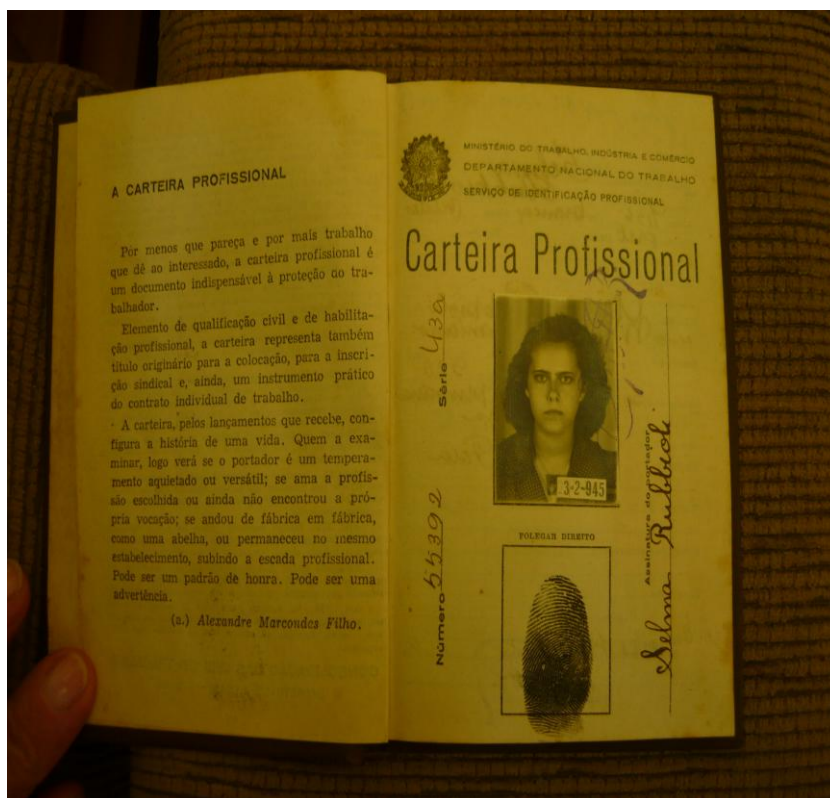 A CARTEIRA PROFISSIONAL
Por menos que pareça e por mais trabalho
que dê ao interessado, a carteira profissional é
um documento indispensável à proteção do tra-
balhador.
Elemento de qualificação civil e de habilita-
ção profissional, a carteira representa também
título originário para a colocação, para a inscri-
ção sindical e, ainda, um instrumento prático
do contrato individual de trabalho.
A carteira, pelos lançamentos que recebe, con-
figura a história de uma vida. Quem a exa-
minar, logo verá se o portador é um tempera-
mento aquietado ou versátil; se ama a profis-
são escolhida ou ainda não encontrou a pró-
pria vocação; se andou de fábrica em fábrica,
como uma abelha, ou permaneceu no mesmo
estabelecimento, subindo a escada profissional.
Pode ser um padrão de honra. Pode ser uma
advertência.
(a.) Alexandre Marcondes Filho.
MINISTÉRIO DO TRABALHO, INDÚSTRIA E COMÉRCIO
DEPARTAMENTO NACIONAL DO TRABALHO
SERVIÇO DE IDENTIFICAÇÃO PROFISSIONAL
Carteira Profissional
Número 55392 Série 43a
.3-2-945
POLEGAR DIREITO
Assinatura do portador
Selma Rubbioli